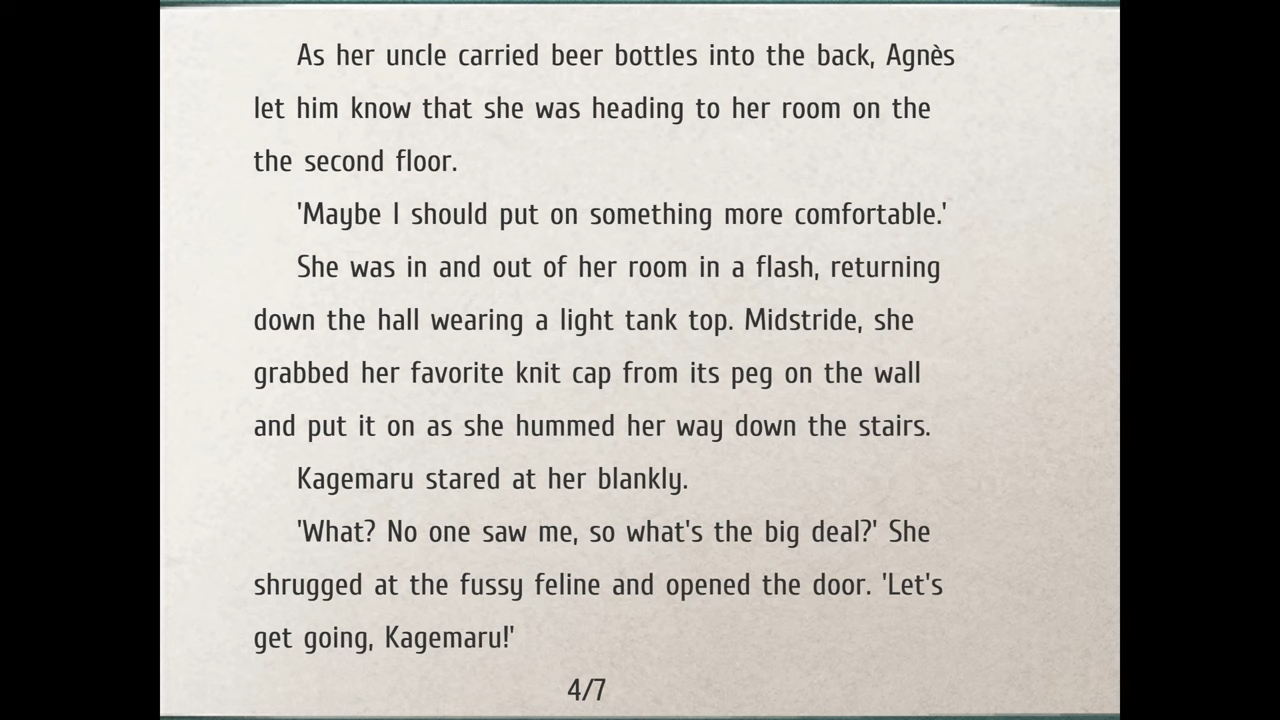 As her uncle carried beer bottles into the back, Agnès
let him know that she was heading to her room on the
the second floor.
'Maybe I should put on something more comfortable.'
She was in and out of her room in a flash, returning
down the hall wearing a light tank top. Midstride, she
grabbed her favorite knit cap from its peg on the wall
and put it on as she hummed her way down the stairs.
Kagemaru stared at her blankly.
'What? No one saw me, so what's the big deal?' She
shrugged at the fussy feline and opened the door. 'Let's
get going, Kagemaru!'
4/7